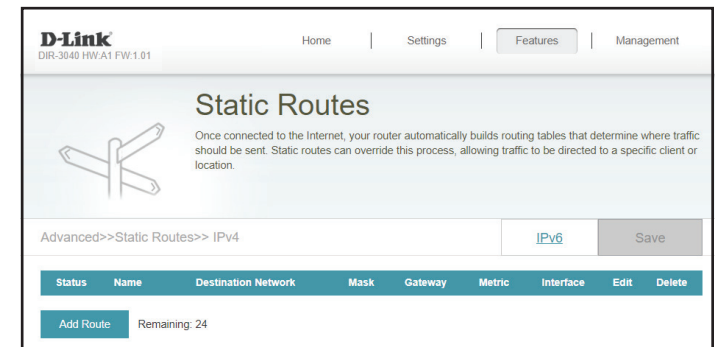 D-Link
DIR-3040 HW:A1 FW:1.01
Home | Settings | Features | Management
Static Routes
Once connected to the Internet, your router automatically builds routing tables that determine where traffic
should be sent. Static routes can override this process, allowing traffic to be directed to a specific client or
location.
Advanced>>Static Routes>> IPv4
IPv6
Save
Status Name Destination Network Mask Gateway Metric Interface Edit Delete
Add Route Remaining: 24